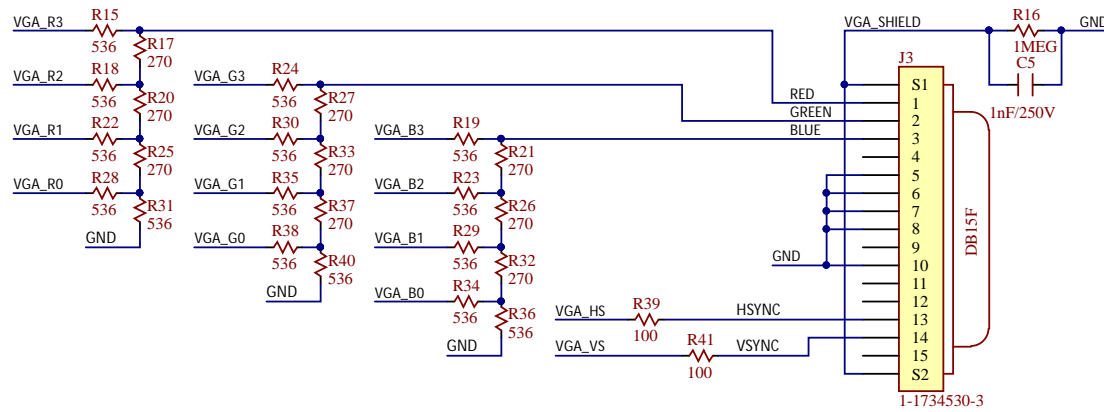 VGA_R3
R15
536
R17
270
VGA_R2
R18
536
R20
270
VGA_R1
R22
536
R25
270
VGA_R0
R28
536
R31
536
GND
VGA_G3
R24
536
R27
270
VGA_G2
R30
536
R33
270
VGA_G1
R35
536
R37
270
VGA_G0
R38
536
R40
536
GND
VGA_B3
R19
536
R21
270
VGA_B2
R23
536
R26
270
VGA_B1
R29
536
R32
270
VGA_B0
R34
536
R36
536
GND
VGA_HS
R39
100
HSYNC
VGA_VS
R41
100
VSYNC
RED
GREEN
BLUE
GND
VGA_SHIELD
R16
1MEG
GND
C5
1nF/250V
J3
S1
1
2
3
4
5
6
7
8
9
10
11
12
13
14
15
S2
DB15F
1-1734530-3